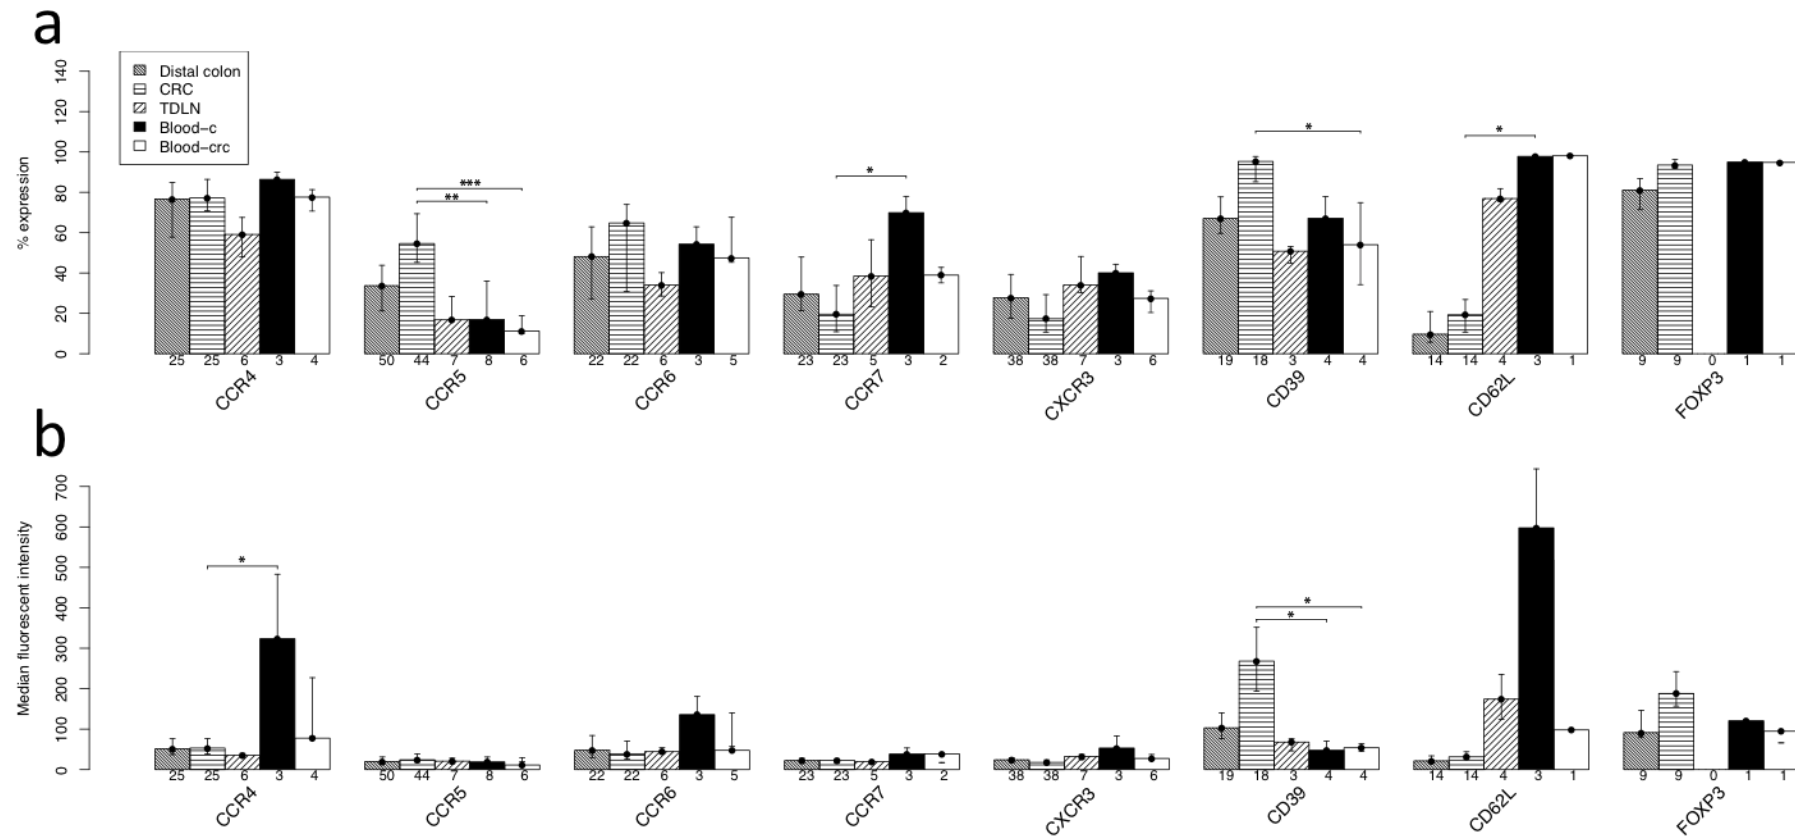 a
% expression
140
120
100
80
60
40
20
0
Distal colon
CRC
TDLN
Blood−c
Blood−crc
*** 
**
*
*
*
25 25 6 3 4
50 44 7 8 6
22 22 6 3 5
23 23 5 3 2
38 38 7 3 6
19 18 3 4 4
14 14 4 3 1
9 9 0 1 1
CCR4
CCR5
CCR6
CCR7
CXCR3
CD39
CD62L
FOXP3
b
Median fluorescent intensity
700
600
500
400
300
200
100
0
*
*
*
25 25 6 3 4
50 44 7 8 6
22 22 6 3 5
23 23 5 3 2
38 38 7 3 6
19 18 3 4 4
14 14 4 3 1
9 9 0 1 1
CCR4
CCR5
CCR6
CCR7
CXCR3
CD39
CD62L
FOXP3